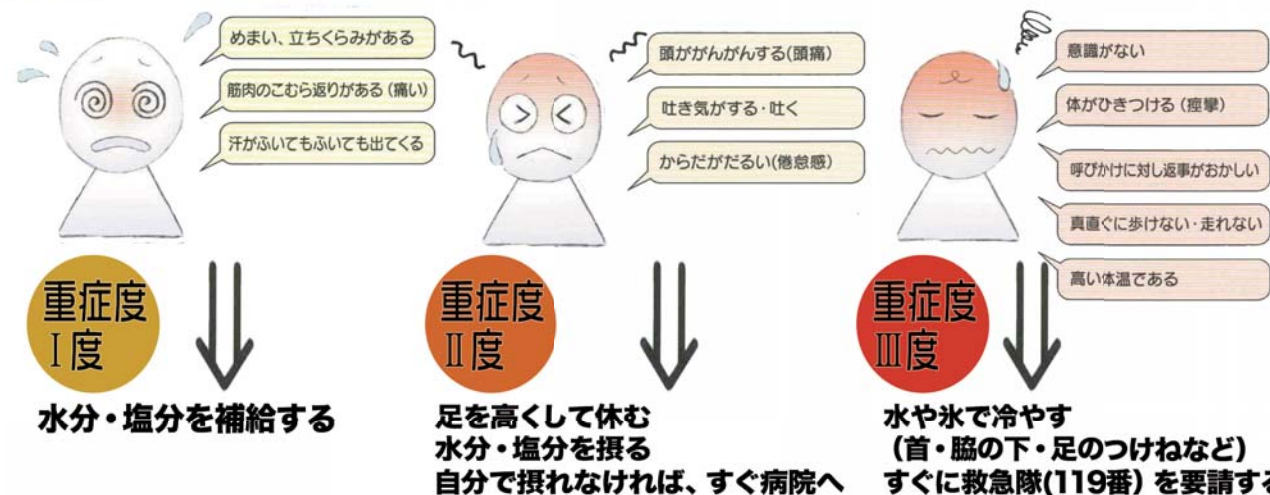 めまい、立ちくらみがある
筋肉のこむら返りがある(痛い)
汗がふいてもふいても出てくる
重症度
Ⅰ度
水分・塩分を補給する
頭ががんがんする(頭痛)
吐き気がする・吐く
からだがだるい(倦怠感)
重症度
Ⅱ度
足を高くして休む
水分・塩分を摂る
自分で摂れなければ、すぐ病院へ
意識がない
体がひきつける(痙攣)
呼びかけに対し返事がおかしい
真直ぐに歩けない・走れない
高い体温である
重症度
Ⅲ度
水や氷で冷やす
(首・脇の下・足のつけねなど)
すぐに救急隊(119番)を要請する